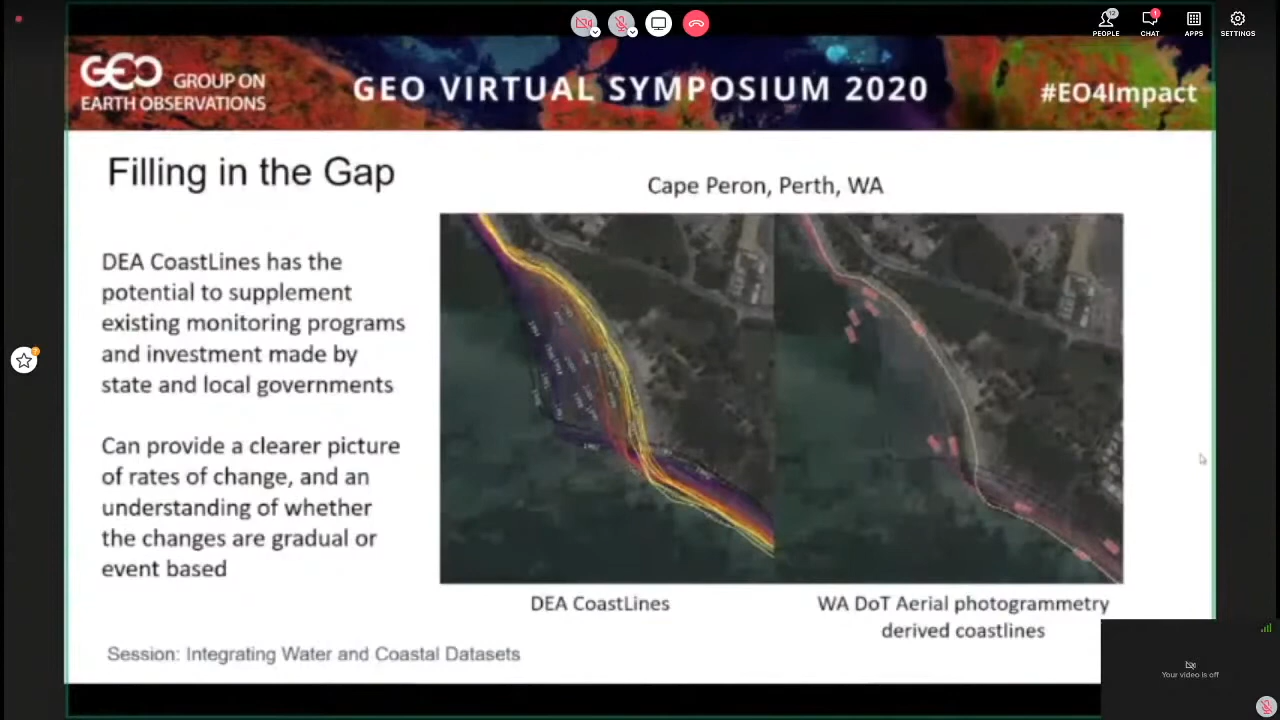 12
1
PEOPLE
CHAT
APPS
SETTINGS
GEO GROUP ON
EARTH OBSERVATIONS
GEO VIRTUAL SYMPOSIUM 2020
#EO4Impact
Filling in the Gap
Cape Peron, Perth, WA
DEA CoastLines has the
potential to supplement
existing monitoring programs
and investment made by
state and local governments
Can provide a clearer picture
of rates of change, and an
understanding of whether
the changes are gradual or
event based
DEA CoastLines
WA DoT Aerial photogrammetry
derived coastlines
Session: Integrating Water and Coastal Datasets
Your video is off